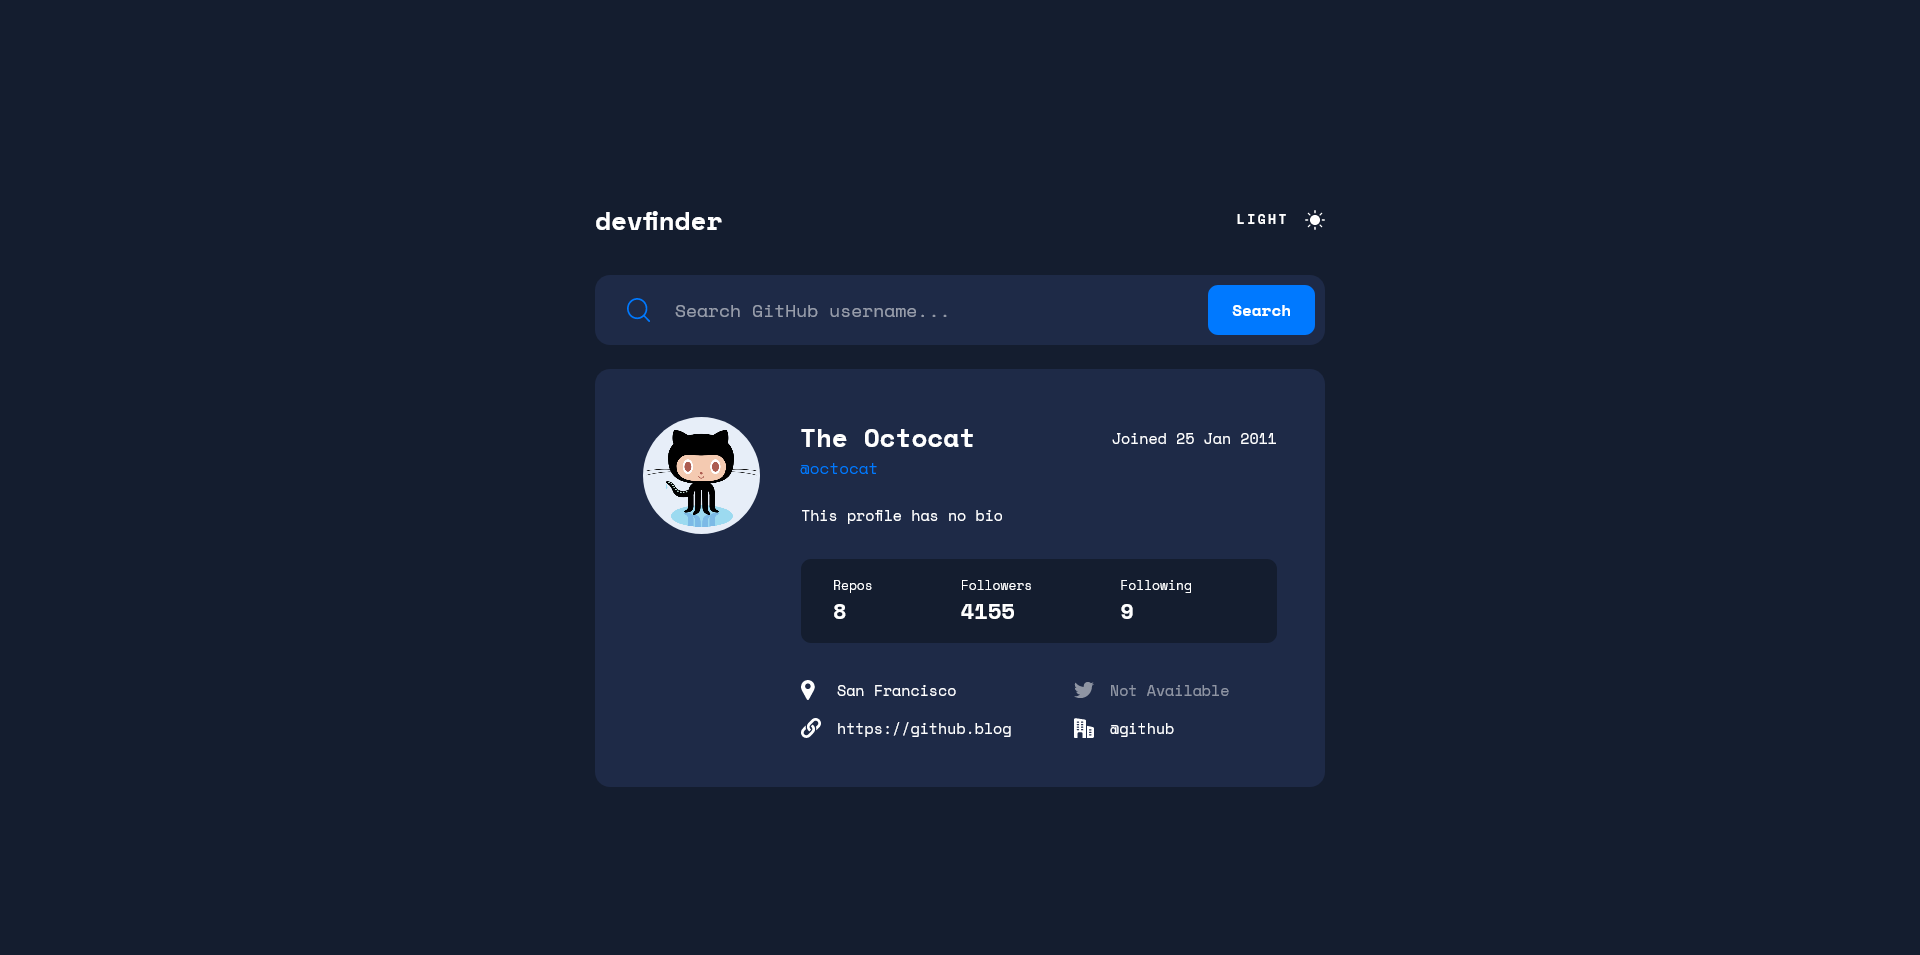 devfinder
LIGHT
Search GitHub username...
Search
The Octocat
Joined 25 Jan 2011
@octocat
This profile has no bio
Repos
Followers
Following
8
4155
9
San Francisco
Not Available
https://github.blog
@github